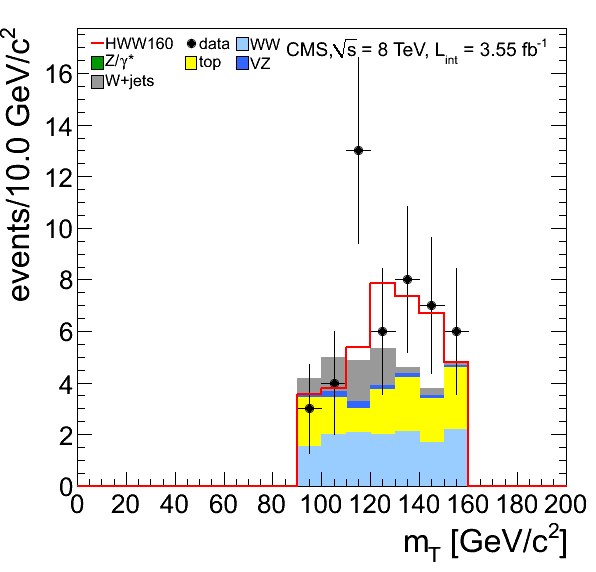 HWW160 data WW
Z/γ* top VZ
W+jets
CMS,√s = 8 TeV, L_int = 3.55 fb⁻¹
events/10.0 GeV/c²
16
14
12
10
8
6
4
2
0
0 20 40 60 80 100 120 140 160 180 200
m_T [GeV/c²]